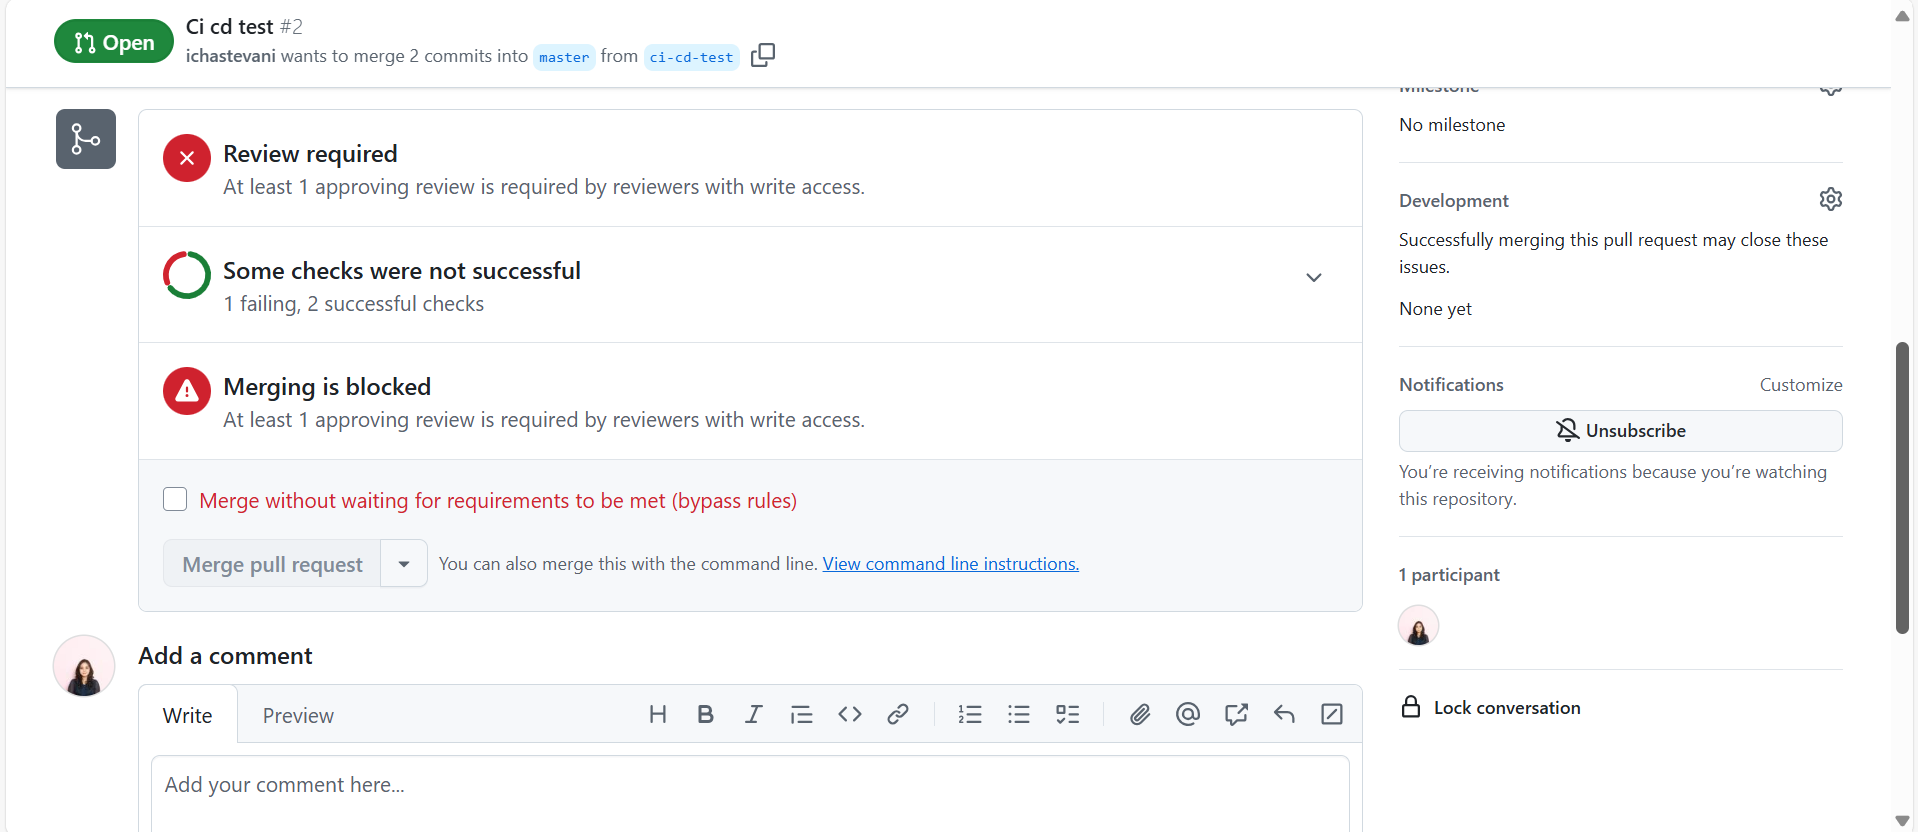 Open
Ci cd test #2
ichastevani wants to merge 2 commits into master from ci-cd-test
Review required
At least 1 approving review is required by reviewers with write access.
Some checks were not successful
1 failing, 2 successful checks
Merging is blocked
At least 1 approving review is required by reviewers with write access.
Merge without waiting for requirements to be met (bypass rules)
Merge pull request
You can also merge this with the command line. View command line instructions.
Add a comment
Write
Preview
Add your comment here...
Milestone
No milestone
Development
Successfully merging this pull request may close these
issues.
None yet
Notifications
Customize
Unsubscribe
You’re receiving notifications because you’re watching
this repository.
1 participant
Lock conversation